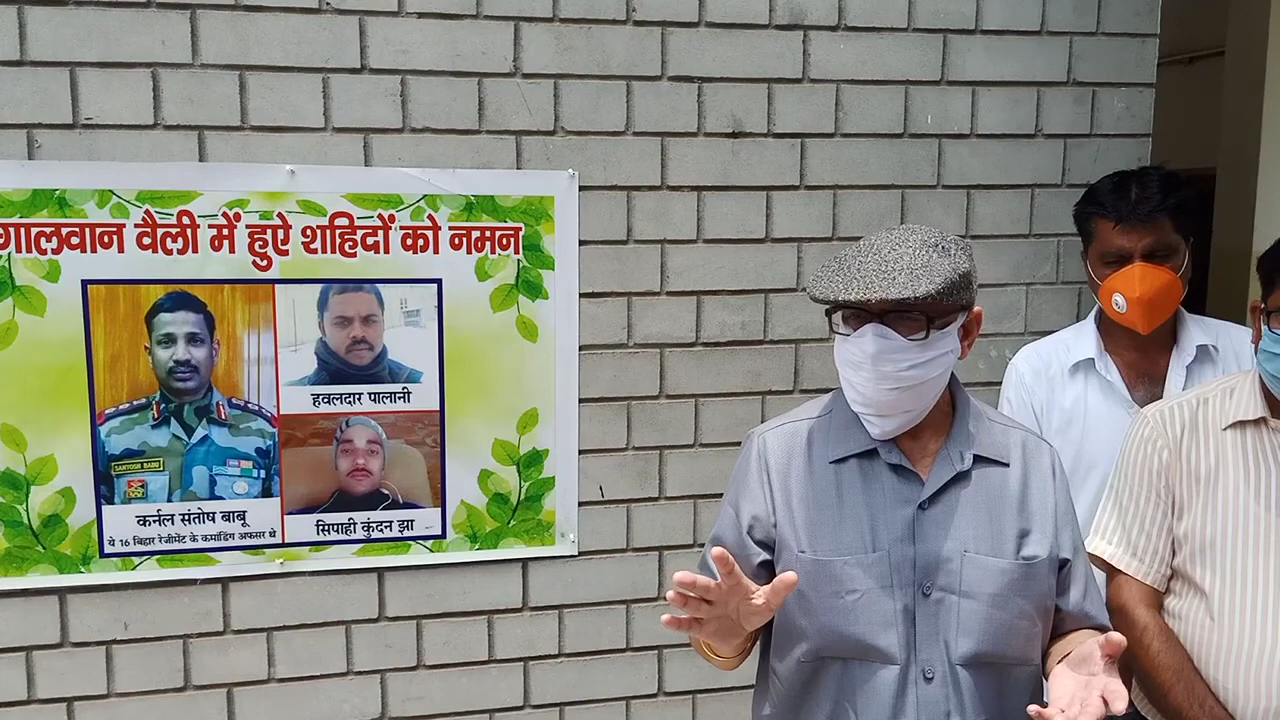 गालवान वैली में हुऐ शहिदों को नमन
SANTOSH BABU
कर्नल संतोष बाबू
ये 16 बिहार रेजीमेंट के कमांडिंग अफसर थे
हवलदार पालानी
सिपाही कुंदन झा